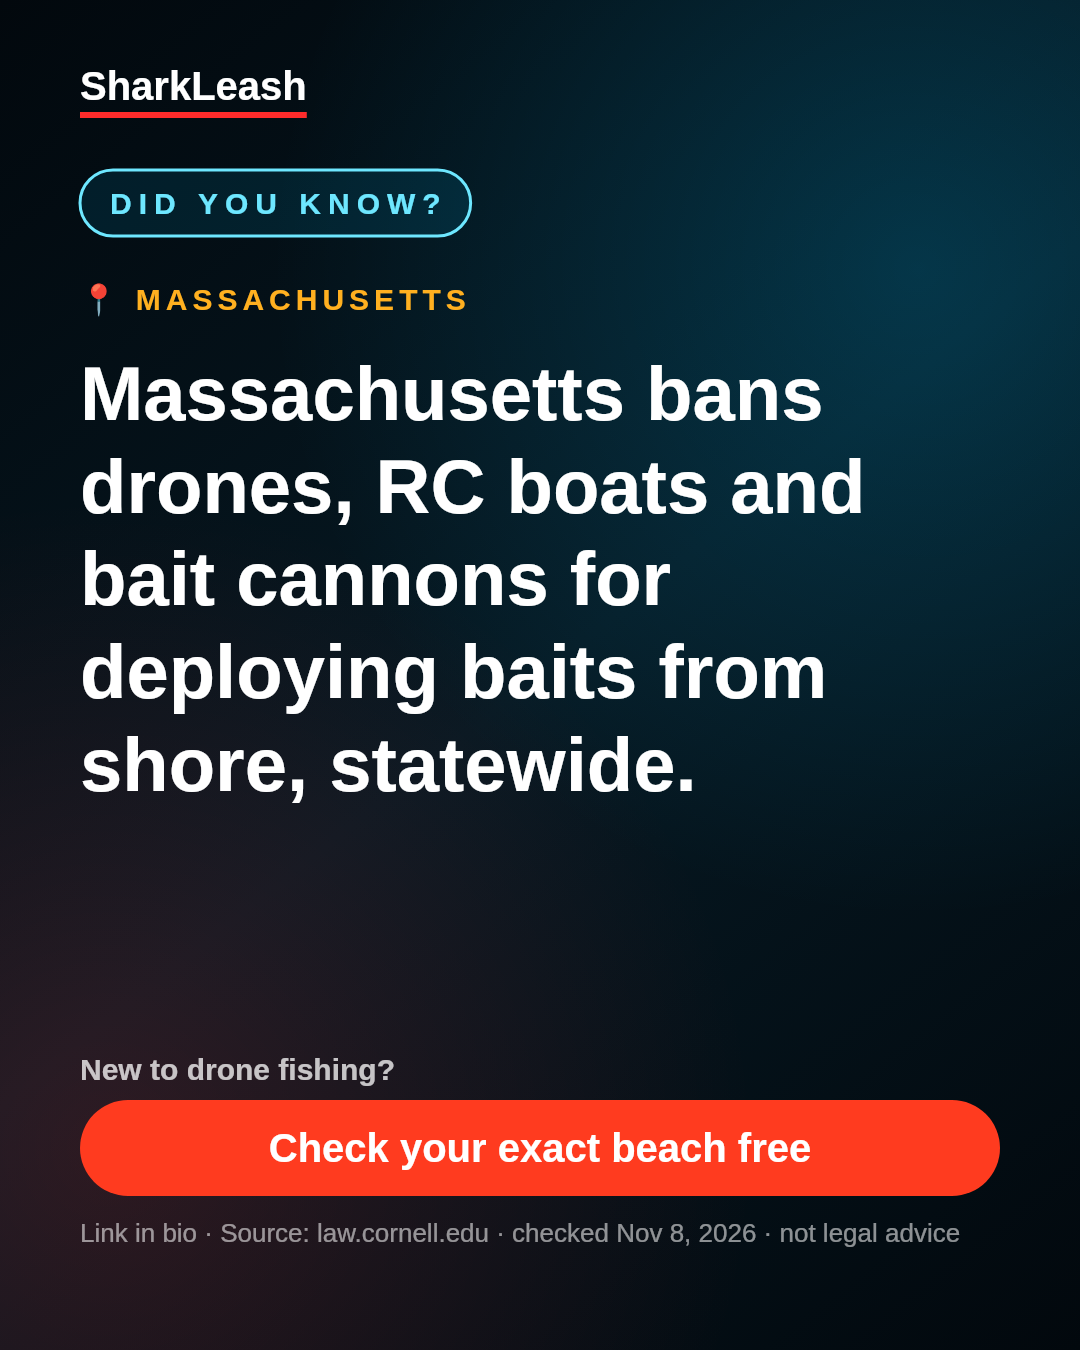 SharkLeash
DID YOU KNOW?
📍 MASSACHUSETTS
Massachusetts bans
drones, RC boats and
bait cannons for
deploying baits from
shore, statewide.
New to drone fishing?
Check your exact beach free
Link in bio · Source: law.cornell.edu · checked Nov 8, 2026 · not legal advice